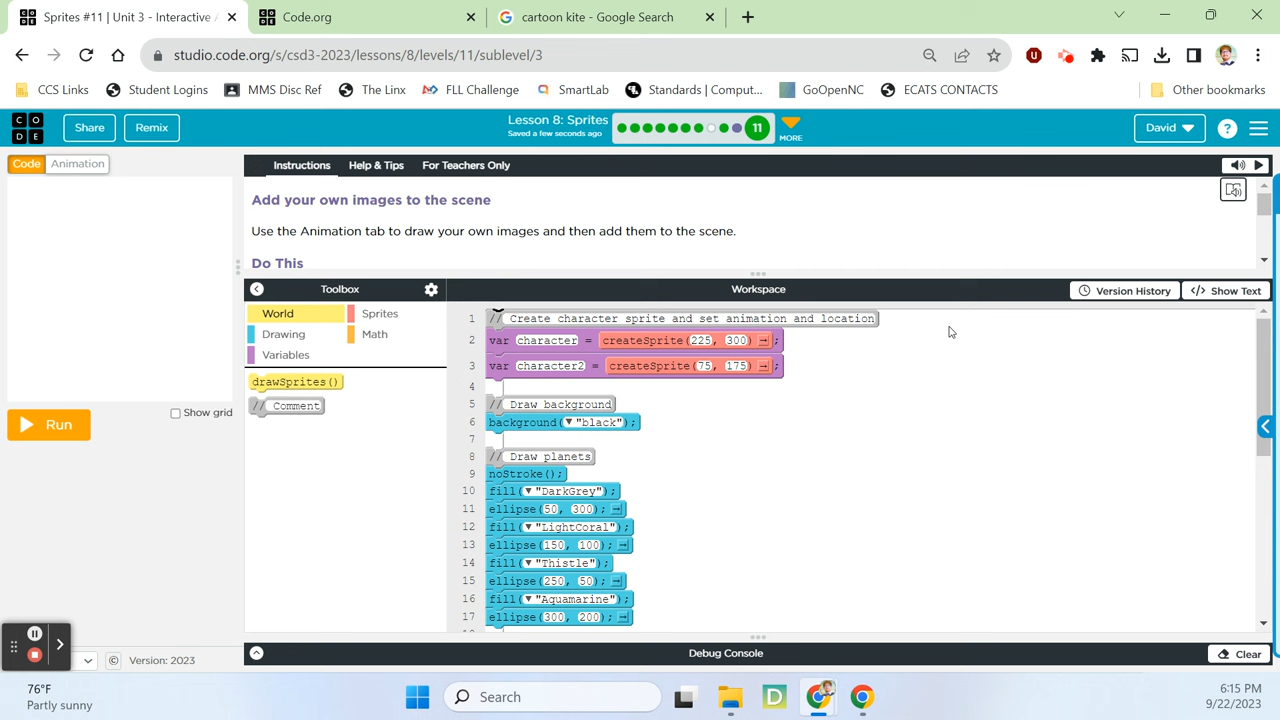 Sprites #11 | Unit 3 - Interactive A
Code.org
cartoon kite - Google Search
studio.code.org/s/csd3-2023/lessons/8/levels/11/sublevel/3
CCS Links
Student Logins
MMS Disc Ref
The Linx
FLL Challenge
SmartLab
Standards | Comput...
GoOpenNC
ECATS CONTACTS
Other bookmarks
CODE
Share
Remix
Lesson 8: Sprites
Saved a few seconds ago
11
MORE
David
Code
Animation
Instructions
Help & Tips
For Teachers Only
Add your own images to the scene
Use the Animation tab to draw your own images and then add them to the scene.
Do This
Toolbox
Workspace
Version History
</> Show Text
World
Sprites
Drawing
Math
Variables
drawSprites()
// Comment
Show grid
Run
1 // Create character sprite and set animation and location
2 var character = createSprite(225, 300);
3 var character2 = createSprite(75, 175);
4
5 // Draw background
6 background("black");
7
8 // Draw planets
9 noStroke();
10 fill("DarkGrey");
11 ellipse(50, 300);
12 fill("LightCoral");
13 ellipse(150, 100);
14 fill("Thistle");
15 ellipse(250, 50);
16 fill("Aquamarine");
17 ellipse(300, 200);
Debug Console
Clear
© Version: 2023
76°F
Partly sunny
Search
6:15 PM
9/22/2023